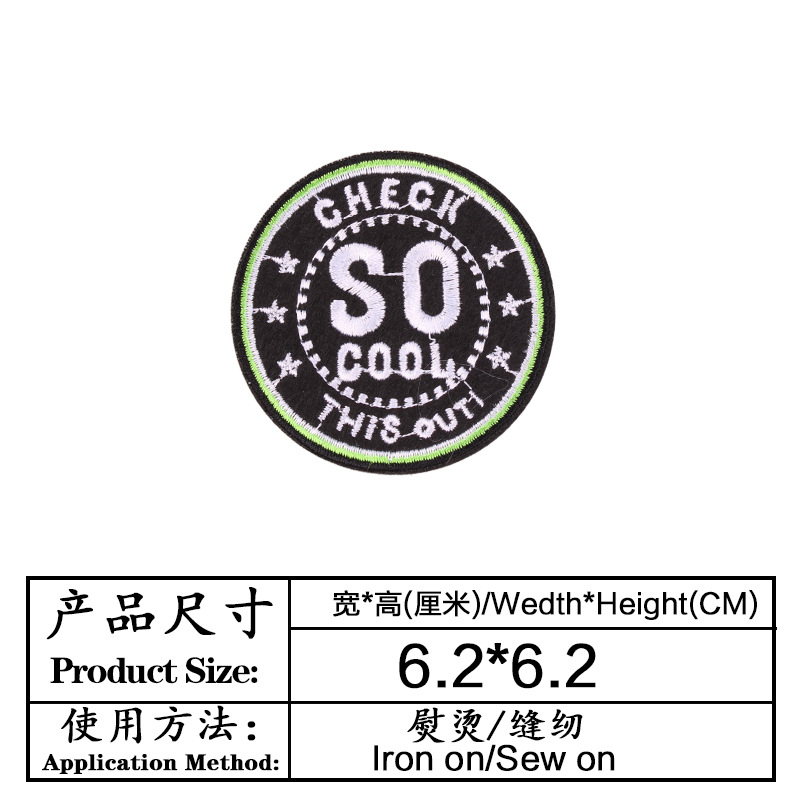 CHECK
SO
COOL
THIS OUT!
产品尺寸
Product Size:
宽*高(厘米)/Wedth*Height(CM)
6.2*6.2
使用方法:
Application Method:
熨烫/缝纫
Iron on/Sew on